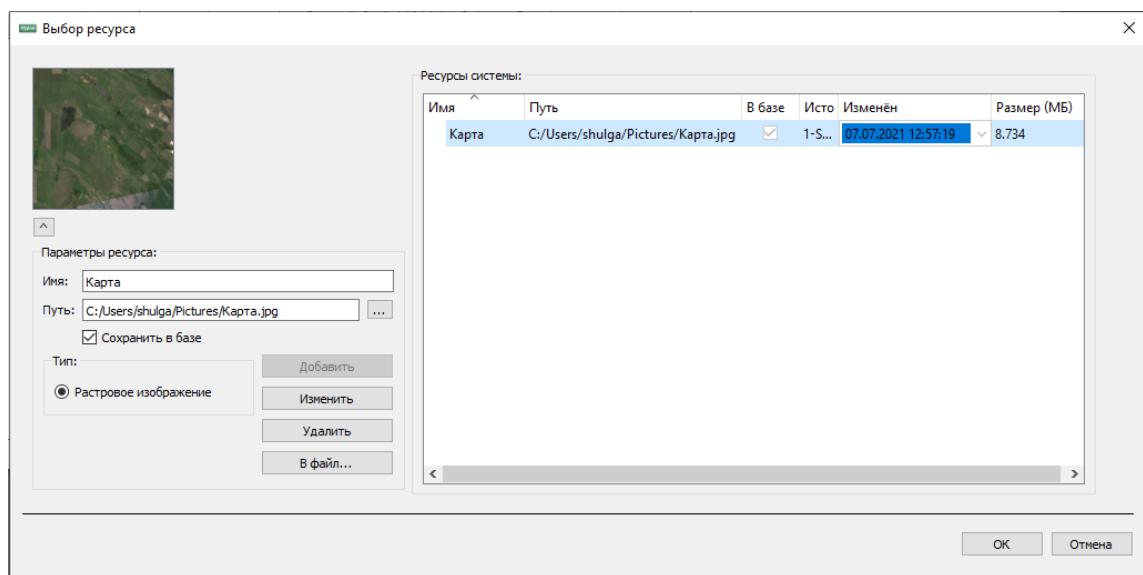 Выбор ресурса
Ресурсы системы:
Имя Путь В базе Исто Изменён Размер (МБ)
Карта C:/Users/shulga/Pictures/Карта.jpg 1-S... 07.07.2021 12:57:19 8.734
Параметры ресурса:
Имя: Карта
Путь: C:/Users/shulga/Pictures/Карта.jpg ...
Сохранить в базе
Тип:
Растровое изображение
Добавить
Изменить
Удалить
В файл...
OK Отмена